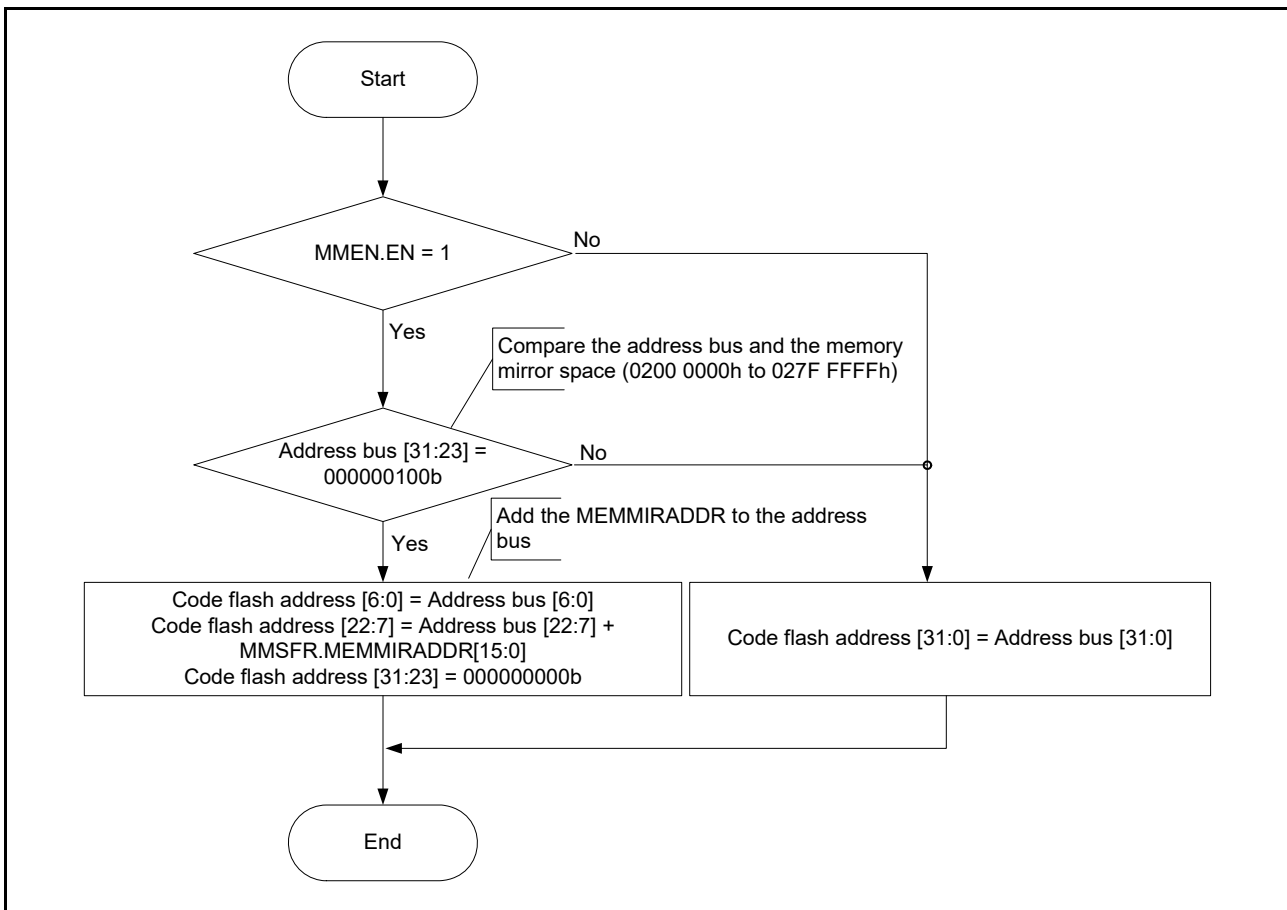 Start
MMEN.EN = 1
No
Yes
Compare the address bus and the memory
mirror space (0200 0000h to 027F FFFFh)
Address bus [31:23] =
000000100b
No
Yes
Add the MEMMIRADDR to the address
bus
Code flash address [6:0] = Address bus [6:0]
Code flash address [22:7] = Address bus [22:7] +
MMSFR.MEMMIRADDR[15:0]
Code flash address [31:23] = 000000000b
Code flash address [31:0] = Address bus [31:0]
End